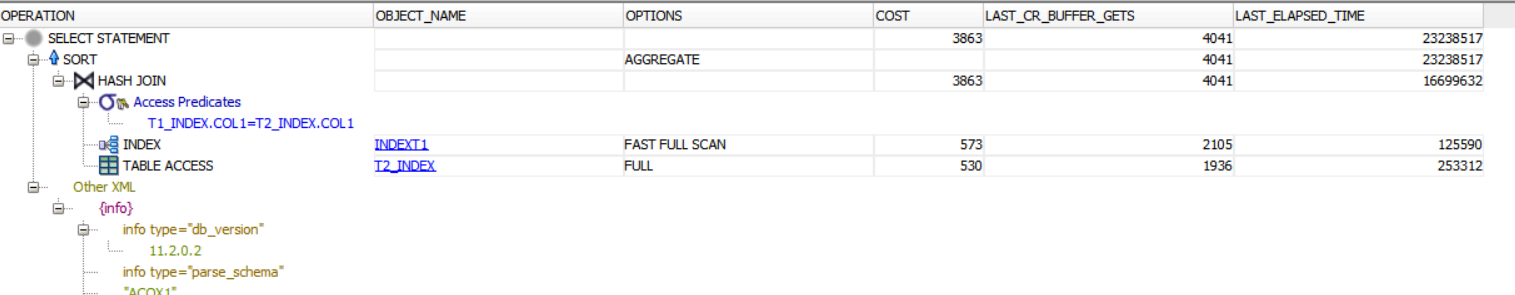 OPERATION OBJECT_NAME OPTIONS COST LAST_CR_BUFFER_GETS LAST_ELAPSED_TIME
SELECT STATEMENT 3863 4041 23238517
SORT AGGREGATE 4041 23238517
HASH JOIN 3863 4041 16699632
Access Predicates
T1_INDEX.COL1=T2_INDEX.COL1
INDEX INDEXT1 FAST FULL SCAN 573 2105 125590
TABLE ACCESS T2_INDEX FULL 530 1936 253312
Other XML
{info}
info type="db_version"
11.2.0.2
info type="parse_schema"
"ACOX1"